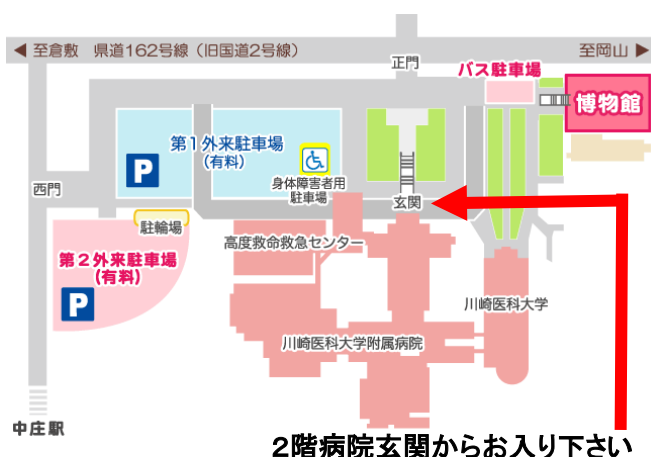 ◀ 至倉敷 県道162号線（旧国道2号線）
至岡山 ▶
正門
バス駐車場
博物館
第1外来駐車場
(有料)
P
身体障害者用
駐車場
西門
玄関
駐輪場
高度救命救急センター
第2外来駐車場
(有料)
P
川崎医科大学
川崎医科大学附属病院
中庄駅
2階病院玄関からお入り下さい